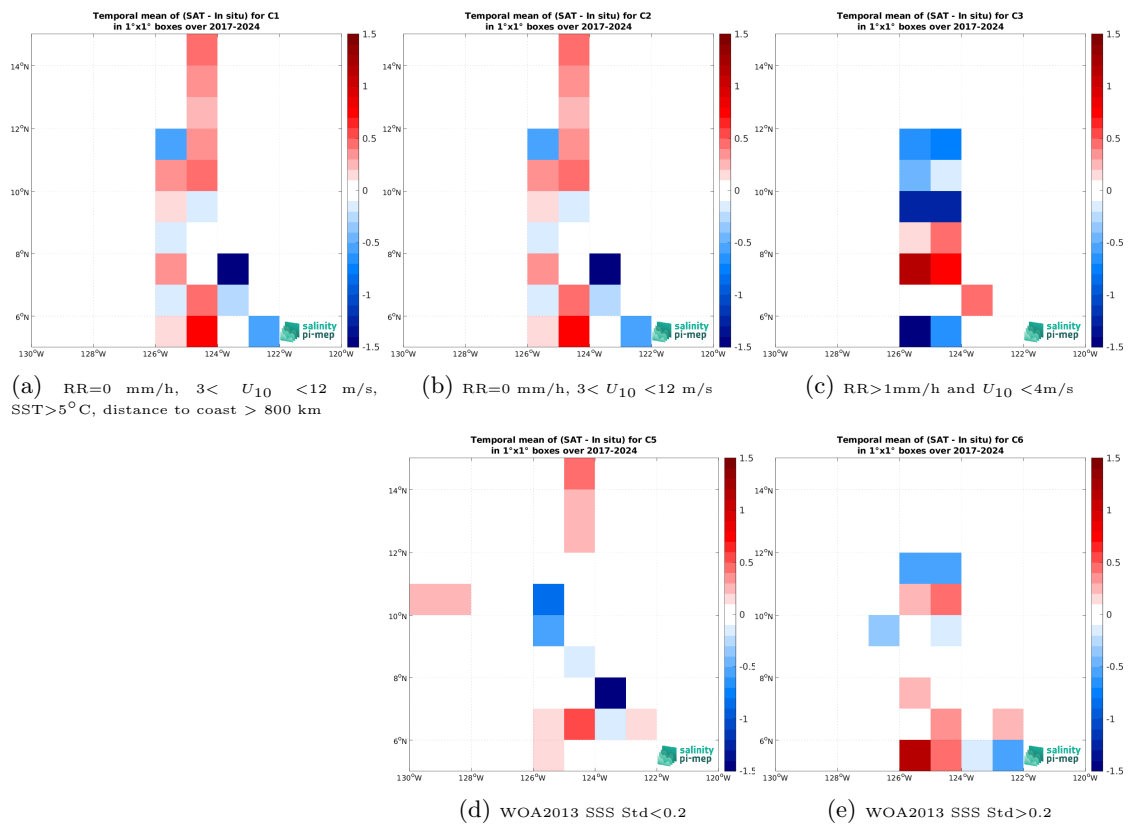 Temporal mean of (SAT - In situ) for C1
in 1°x1° boxes over 2017-2024
14°N
12°N
10°N
8°N
6°N
130°W 128°W 126°W 124°W 122°W 120°W
1.5
1
0.5
0
-0.5
-1
-1.5
salinity
pi-mep
(a) RR=0 mm/h, 3< U10 <12 m/s,
SST>5°C, distance to coast > 800 km
Temporal mean of (SAT - In situ) for C2
in 1°x1° boxes over 2017-2024
14°N
12°N
10°N
8°N
6°N
130°W 128°W 126°W 124°W 122°W 120°W
1.5
1
0.5
0
-0.5
-1
-1.5
salinity
pi-mep
(b) RR=0 mm/h, 3< U10 <12 m/s
Temporal mean of (SAT - In situ) for C3
in 1°x1° boxes over 2017-2024
14°N
12°N
10°N
8°N
6°N
130°W 128°W 126°W 124°W 122°W 120°W
1.5
1
0.5
0
-0.5
-1
-1.5
salinity
pi-mep
(c) RR>1mm/h and U10 <4m/s
Temporal mean of (SAT - In situ) for C5
in 1°x1° boxes over 2017-2024
14°N
12°N
10°N
8°N
6°N
130°W 128°W 126°W 124°W 122°W 120°W
1.5
1
0.5
0
-0.5
-1
-1.5
salinity
pi-mep
(d) WOA2013 SSS Std<0.2
Temporal mean of (SAT - In situ) for C6
in 1°x1° boxes over 2017-2024
14°N
12°N
10°N
8°N
6°N
130°W 128°W 126°W 124°W 122°W 120°W
1.5
1
0.5
0
-0.5
-1
-1.5
salinity
pi-mep
(e) WOA2013 SSS Std>0.2